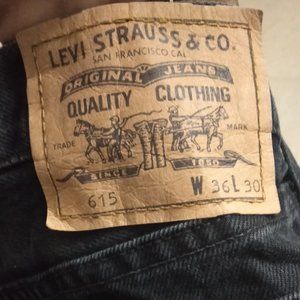 LEVI STRAUSS & CO.
SAN FRANCISCO, CAL
ORIGINAL JEANS
QUALITY CLOTHING
TRADE MARK
SINCE 1850
615 W 36 L 30